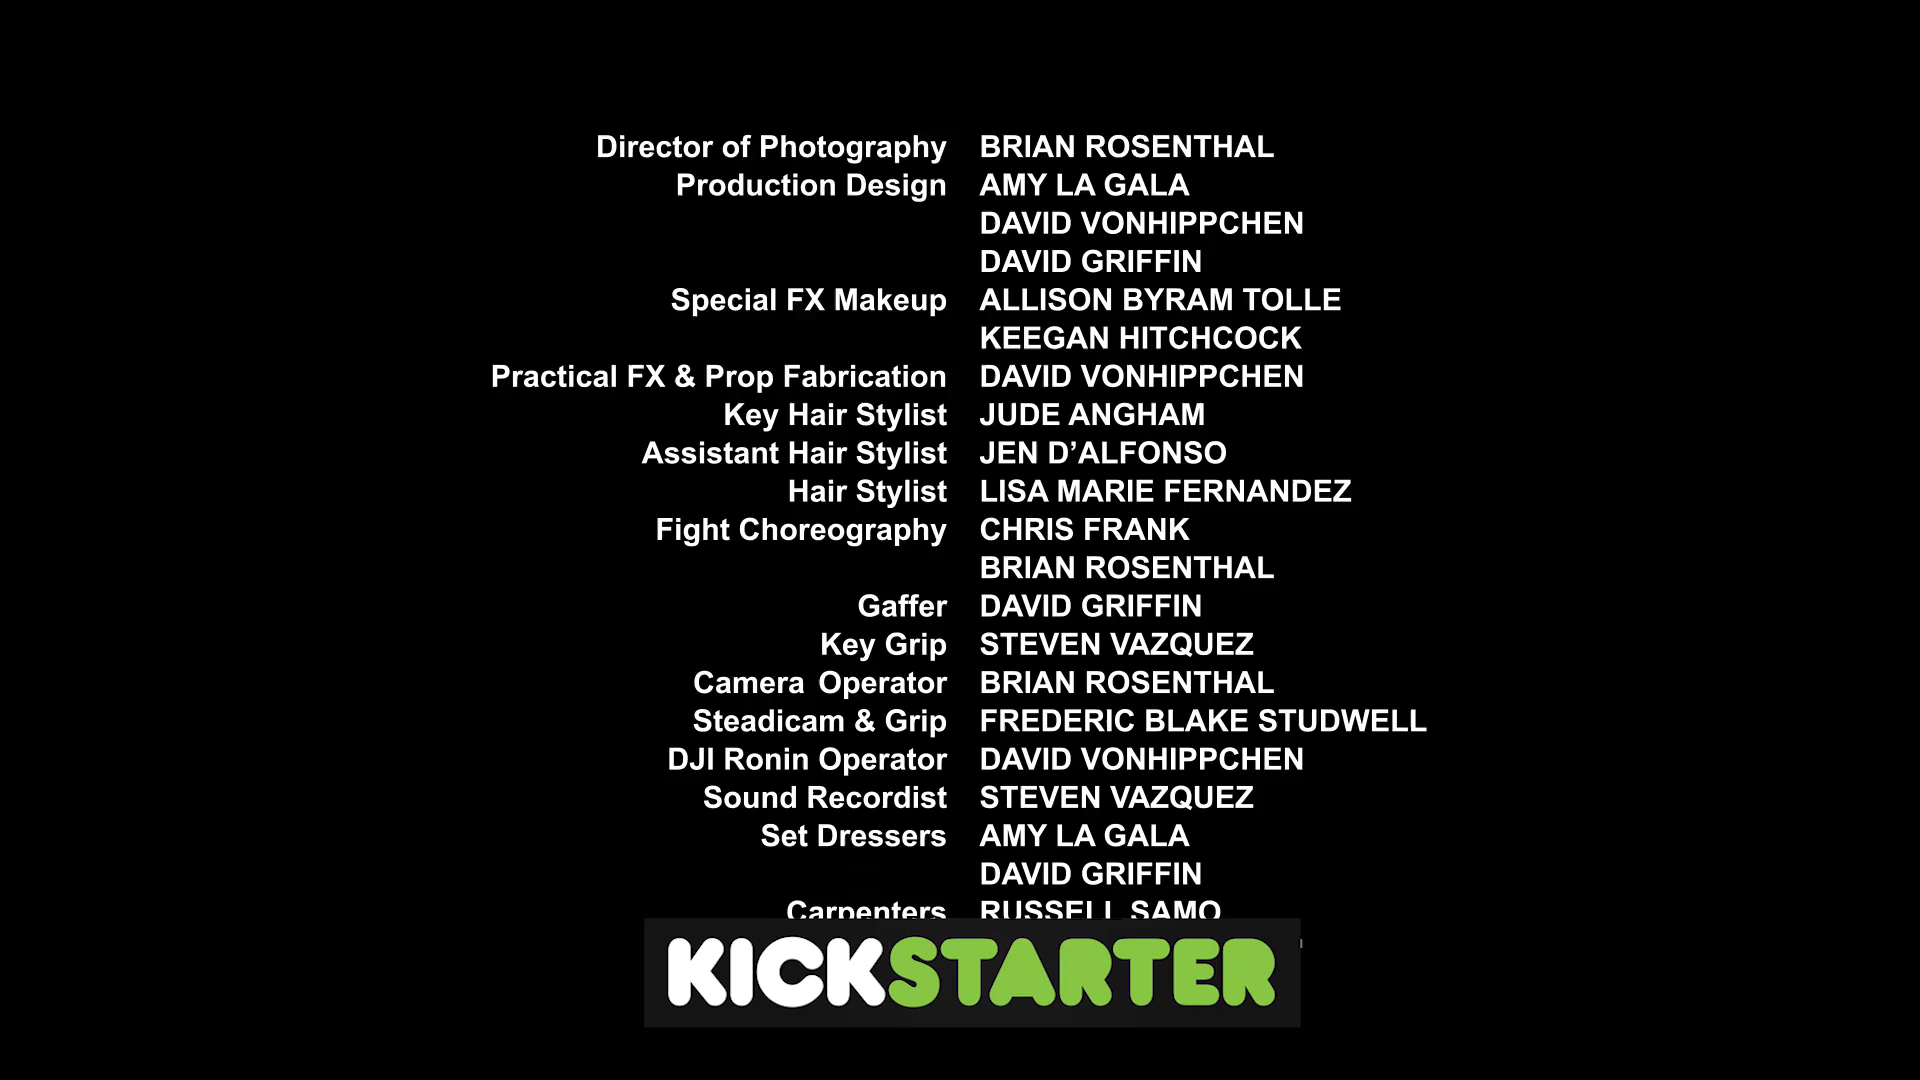 Director of Photography BRIAN ROSENTHAL
Production Design AMY LA GALA
DAVID VONHIPPCHEN
DAVID GRIFFIN
Special FX Makeup ALLISON BYRAM TOLLE
KEEGAN HITCHCOCK
Practical FX & Prop Fabrication DAVID VONHIPPCHEN
Key Hair Stylist JUDE ANGHAM
Assistant Hair Stylist JEN D’ALFONSO
Hair Stylist LISA MARIE FERNANDEZ
Fight Choreography CHRIS FRANK
BRIAN ROSENTHAL
Gaffer DAVID GRIFFIN
Key Grip STEVEN VAZQUEZ
Camera Operator BRIAN ROSENTHAL
Steadicam & Grip FREDERIC BLAKE STUDWELL
DJI Ronin Operator DAVID VONHIPPCHEN
Sound Recordist STEVEN VAZQUEZ
Set Dressers AMY LA GALA
DAVID GRIFFIN
Carpenters RUSSELL SAMO
KICKSTARTER